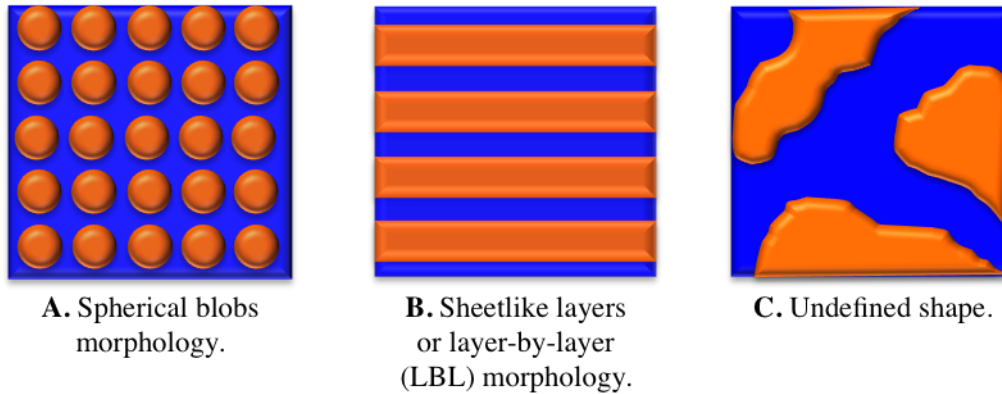 A. Spherical blobs
morphology.
B. Sheetlike layers
or layer-by-layer
(LBL) morphology.
C. Undefined shape.